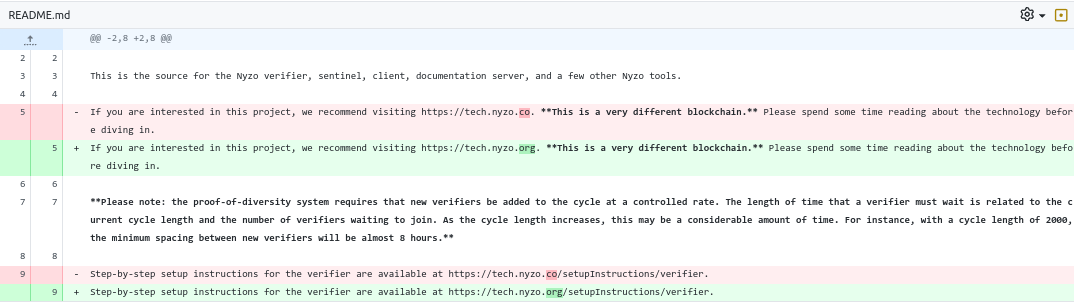 README.md
@@ -2,8 +2,8 @@
2 2
3 3 This is the source for the Nyzo verifier, sentinel, client, documentation server, and a few other Nyzo tools.
4 4
5 - If you are interested in this project, we recommend visiting https://tech.nyzo.co. **This is a very different blockchain.** Please spend some time reading about the technology befor
e diving in.
5 + If you are interested in this project, we recommend visiting https://tech.nyzo.org. **This is a very different blockchain.** Please spend some time reading about the technology befo
re diving in.
6 6
7 7 **Please note: the proof-of-diversity system requires that new verifiers be added to the cycle at a controlled rate. The length of time that a verifier must wait is related to the c
urrent cycle length and the number of verifiers waiting to join. As the cycle length increases, this may be a considerable amount of time. For instance, with a cycle length of 2000,
the minimum spacing between new verifiers will be almost 8 hours.**
8 8
9 - Step-by-step setup instructions for the verifier are available at https://tech.nyzo.co/setupInstructions/verifier.
9 + Step-by-step setup instructions for the verifier are available at https://tech.nyzo.org/setupInstructions/verifier.